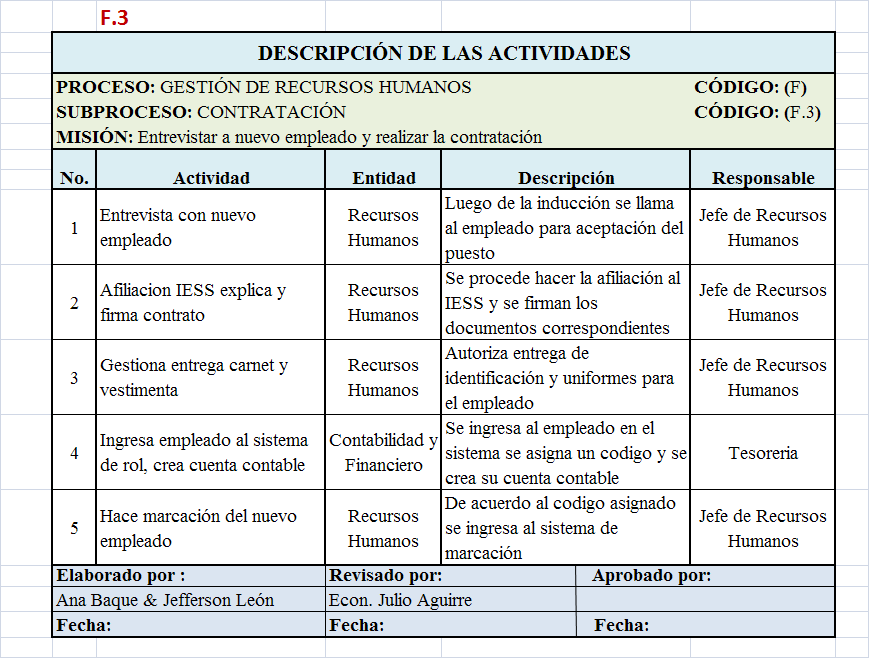 F.3
DESCRIPCIÓN DE LAS ACTIVIDADES
PROCESO: GESTIÓN DE RECURSOS HUMANOS CÓDIGO: (F)
SUBPROCESO: CONTRATACIÓN CÓDIGO: (F.3)
MISIÓN: Entrevistar a nuevo empleado y realizar la contratación
No. Actividad Entidad Descripción Responsable
1
Entrevista con nuevo
empleado
Recursos
Humanos
Luego de la inducción se llama
al empleado para aceptación del
puesto
Jefe de Recursos
Humanos
2
Afiliacion IESS explica y
firma contrato
Recursos
Humanos
Se procede hacer la afiliación al
IESS y se firman los
documentos correspondientes
Jefe de Recursos
Humanos
3
Gestiona entrega carnet y
vestimenta
Recursos
Humanos
Autoriza entrega de
identificación y uniformes para
el empleado
Jefe de Recursos
Humanos
4
Ingresa empleado al sistema
de rol, crea cuenta contable
Contabilidad y
Financiero
Se ingresa al empleado en el
sistema se asigna un codigo y se
crea su cuenta contable
Tesoreria
5
Hace marcación del nuevo
empleado
Recursos
Humanos
De acuerdo al codigo asignado
se ingresa al sistema de
marcación
Jefe de Recursos
Humanos
Elaborado por : Revisado por: Aprobado por:
Ana Baque & Jefferson León Econ. Julio Aguirre
Fecha: Fecha: Fecha: